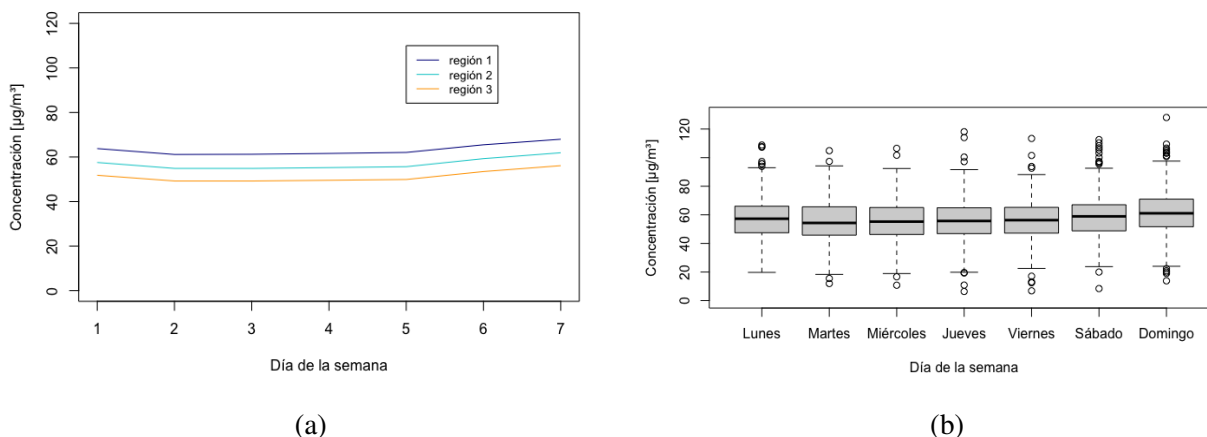 Concentración [µg/m³]
120
100
80
60
40
20
0
región 1
región 2
región 3
1 2 3 4 5 6 7
Día de la semana
(a)
Concentración [µg/m³]
120
80
60
40
20
0
Lunes Martes Miércoles Jueves Viernes Sábado Domingo
Día de la semana
(b)